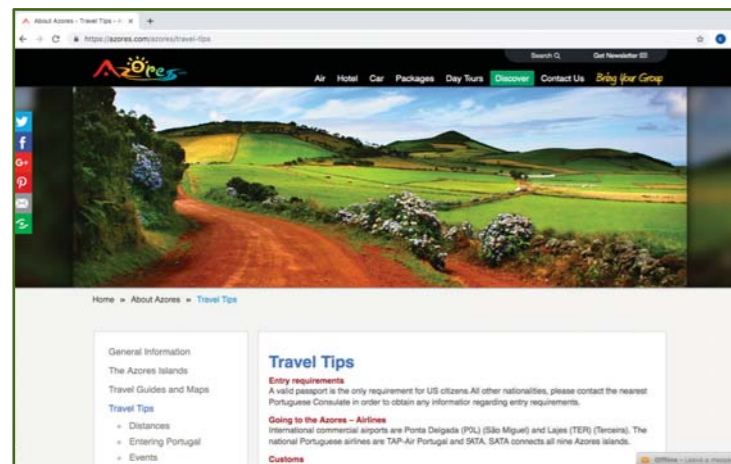 About Azores - Travel Tips - A
https://azores.com/azores/travel-tips
Search
Get Newsletter
Azores
Air Hotel Car Packages Day Tours Discover Contact Us Bring Your Group
Home » About Azores » Travel Tips
General Information
The Azores Islands
Travel Guides and Maps
Travel Tips
Distances
Entering Portugal
Events
Travel Tips
Entry requirements
A valid passport is the only requirement for US citizens. All other nationalities, please contact the nearest
Portuguese Consulate in order to obtain any informatior regarding entry requirements.
Going to the Azores – Airlines
International commercial airports are Ponta Delgada (PDL) (São Miguel) and Lajes (TER) (Terceira). The
national Portuguese airlines are TAP-Air Portugal and SATA. SATA connects all nine Azores islands.
Customs
Offline – Leave a message